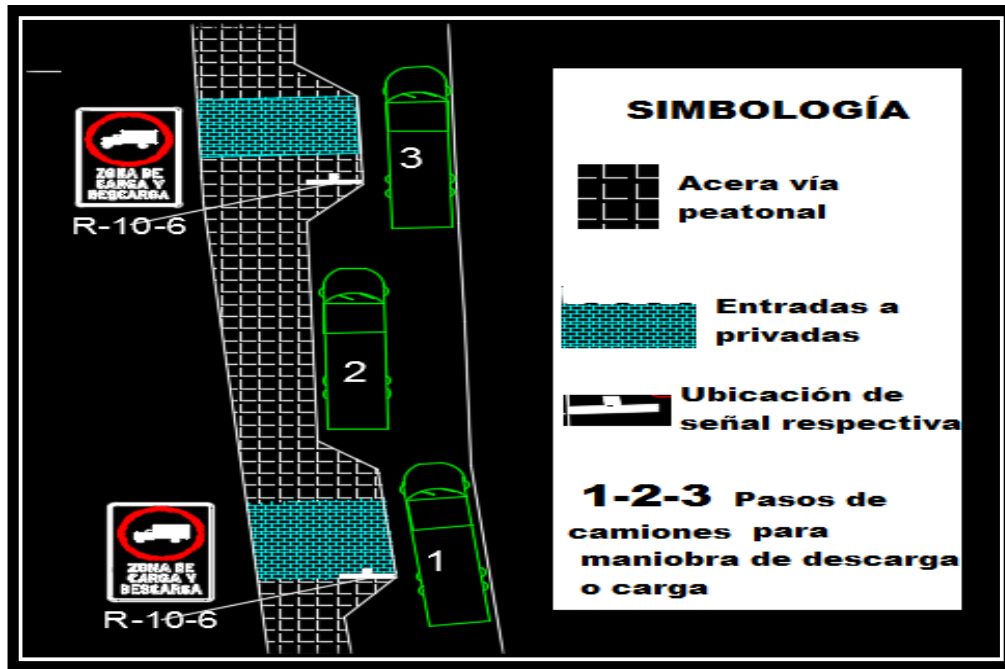 ZONA DE
CARGA Y
DESCARGA
R-10-6
3
2
1
ZONA DE
CARGA Y
DESCARGA
R-10-6
SIMBOLOGÍA
Acera vía
peatonal
Entradas a
privadas
Ubicación de
señal respectiva
1-2-3 Pasos de
camiones para
maniobra de descarga
o carga